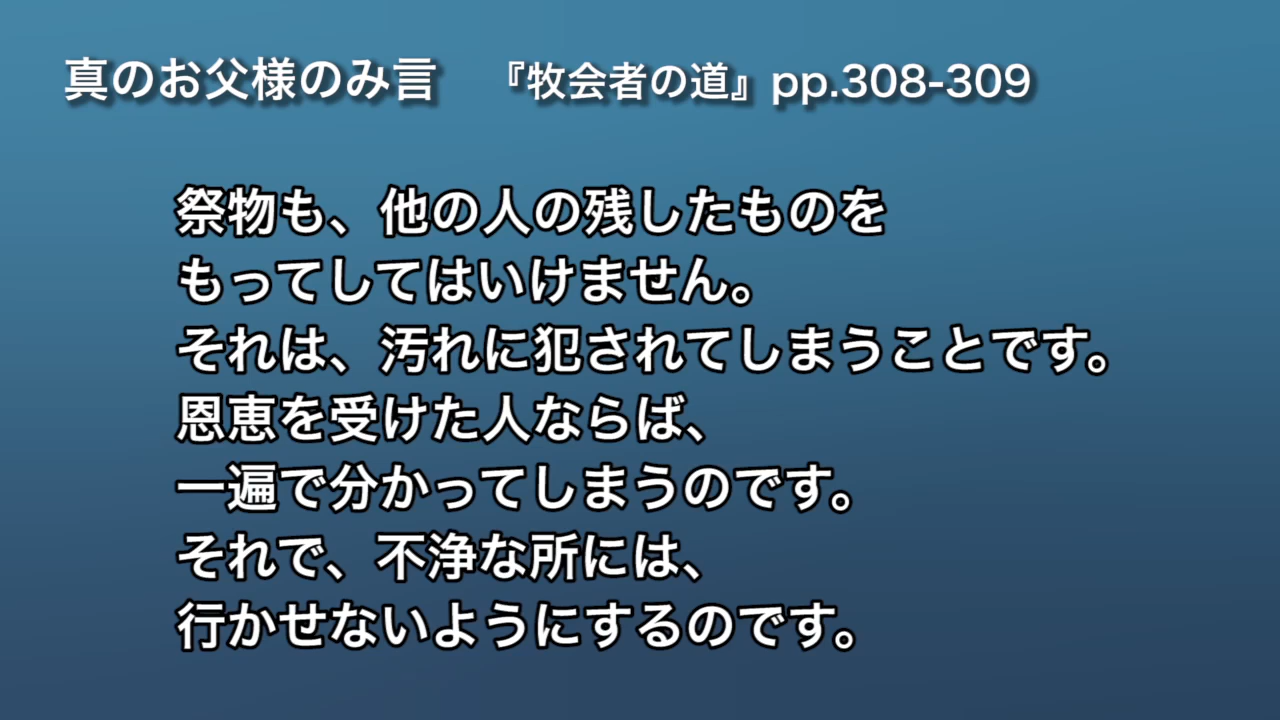 真のお父様のみ言　『牧会者の道』pp.308-309
祭物も、他の人の残したものを
もってしてはいけません。
それは、汚れに犯されてしまうことです。
恩恵を受けた人ならば、
一遍で分かってしまうのです。
それで、不浄な所には、
行かせないようにするのです。